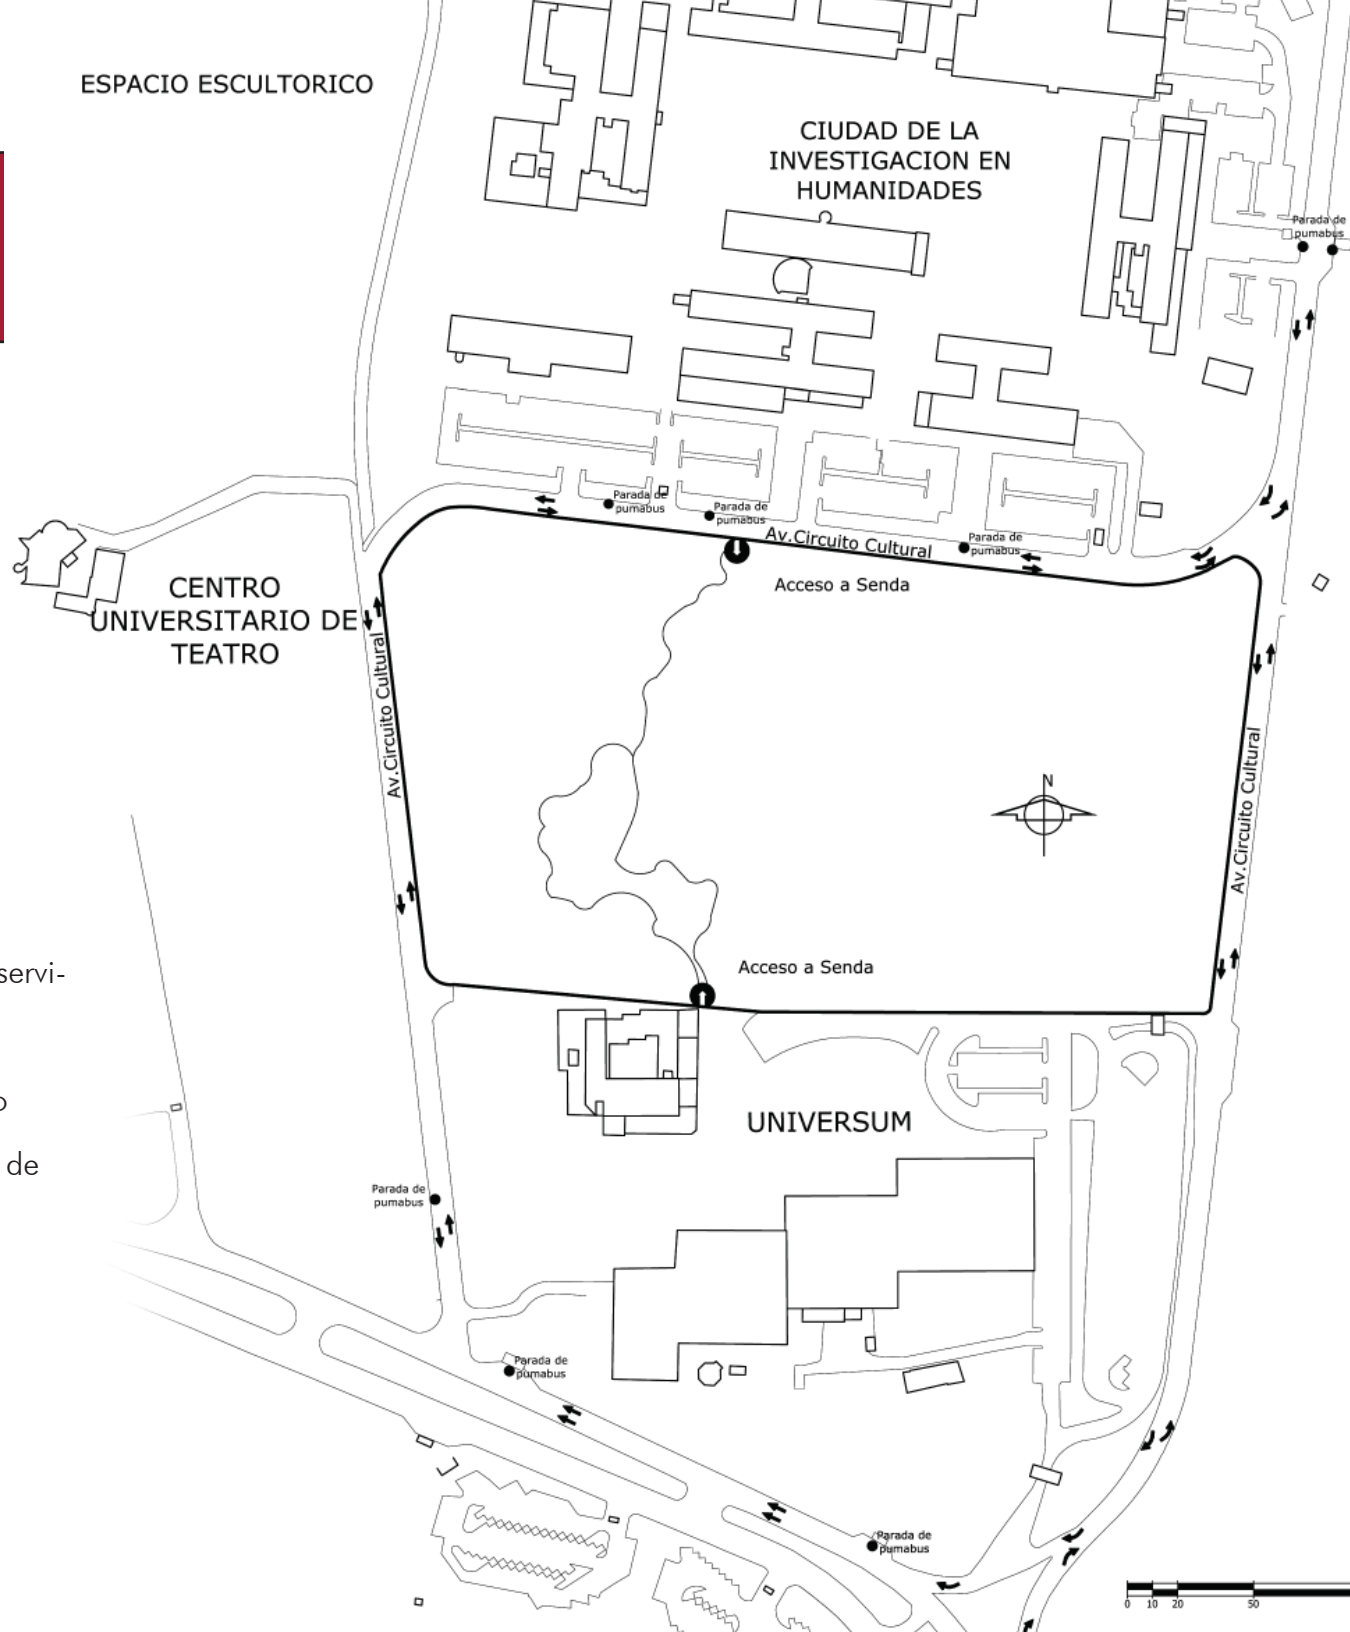 ESPACIO ESCULTORICO
CIUDAD DE LA
INVESTIGACION EN
HUMANIDADES
Parada de
pumabus
Parada de
pumabus
Parada de
pumabus
Av.Circuito Cultural
Parada de
pumabus
Acceso a Senda
CENTRO
UNIVERSITARIO DE
TEATRO
Av.Circuito Cultural
N
Av.Circuito Cultural
Acceso a Senda
servi-
o
de
UNIVERSUM
Parada de
pumabus
Parada de
pumabus
Parada de
pumabus
0 10 20 50